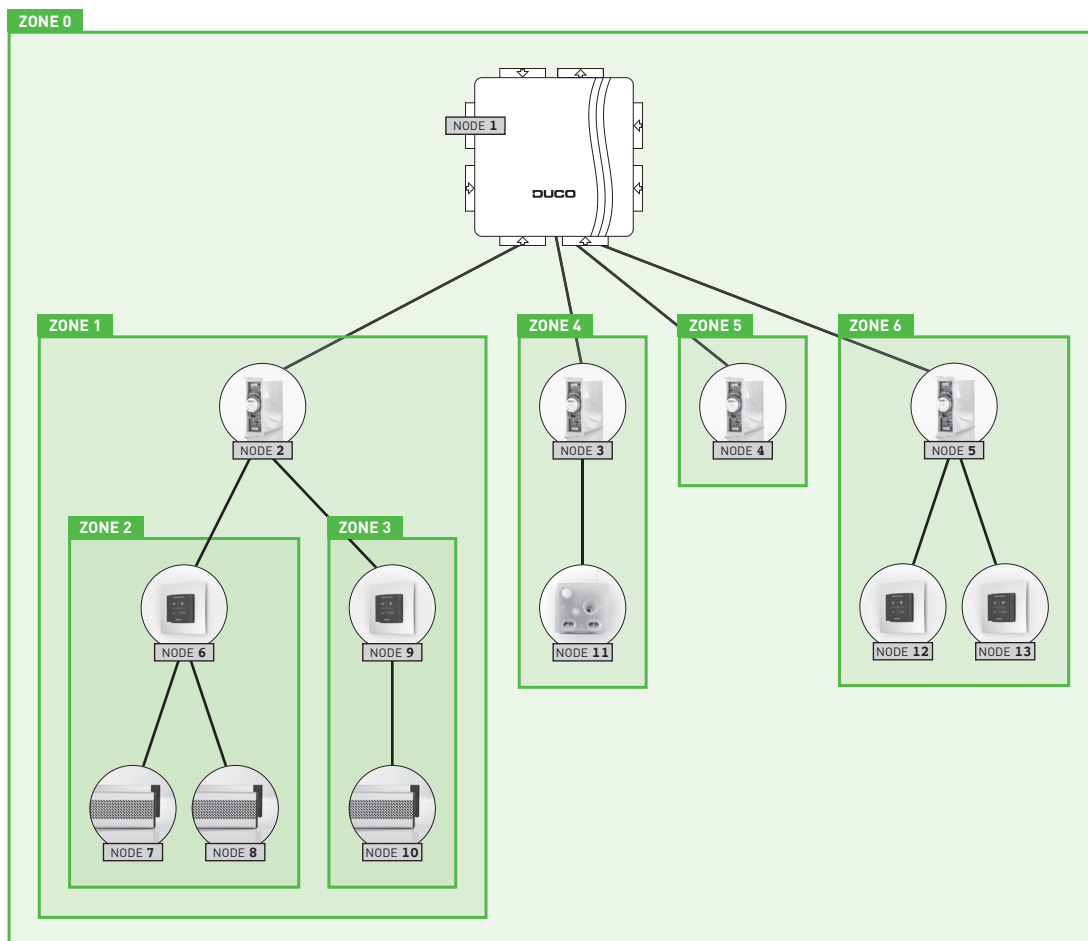 ZONE 0
NODE 1
DUCO
ZONE 1
ZONE 4
ZONE 5
ZONE 6
NODE 2
NODE 3
NODE 4
NODE 5
ZONE 2
ZONE 3
NODE 6
NODE 9
NODE 11
NODE 12
NODE 13
NODE 7
NODE 8
NODE 10